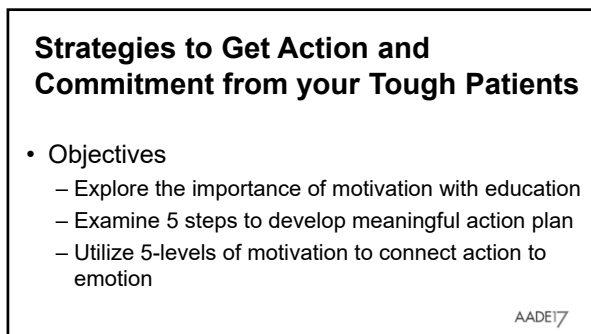 Strategies to Get Action and
Commitment from your Tough Patients
• Objectives
– Explore the importance of motivation with education
– Examine 5 steps to develop meaningful action plan
– Utilize 5-levels of motivation to connect action to
emotion
AADE17